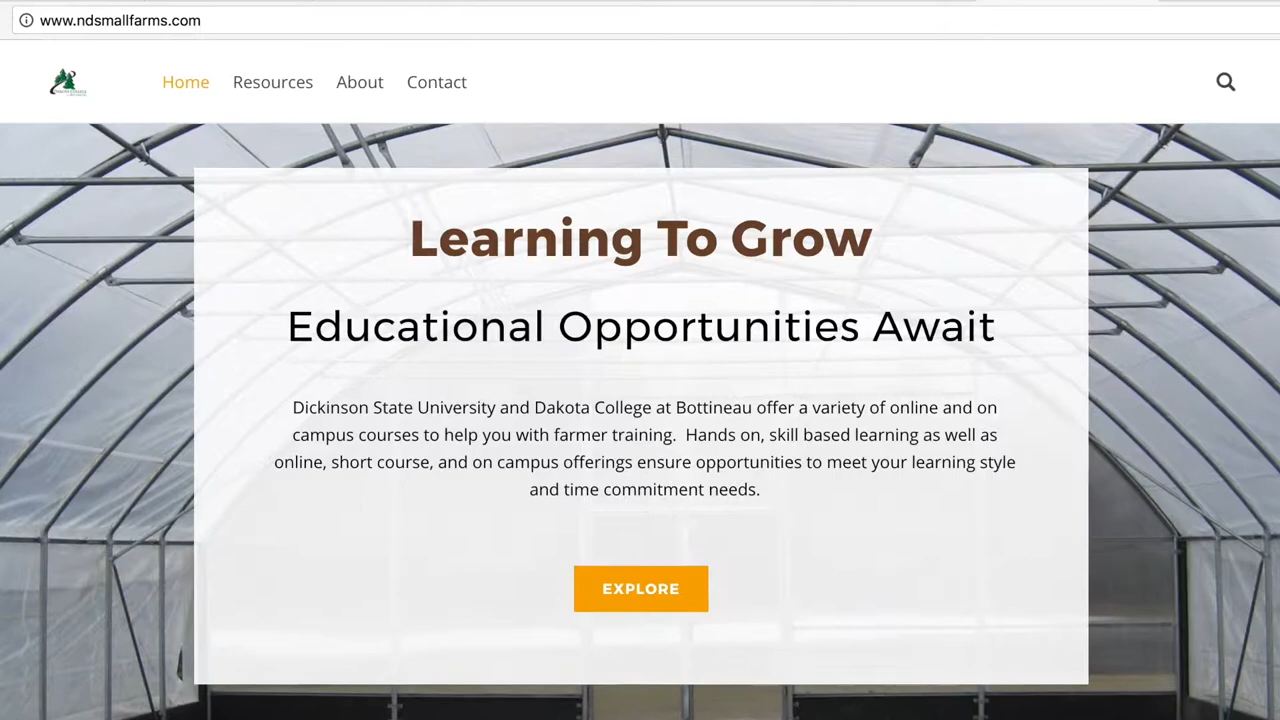 www.ndsmallfarms.com
Home Resources About Contact
Learning To Grow
Educational Opportunities Await
Dickinson State University and Dakota College at Bottineau offer a variety of online and on
campus courses to help you with farmer training. Hands on, skill based learning as well as
online, short course, and on campus offerings ensure opportunities to meet your learning style
and time commitment needs.
EXPLORE